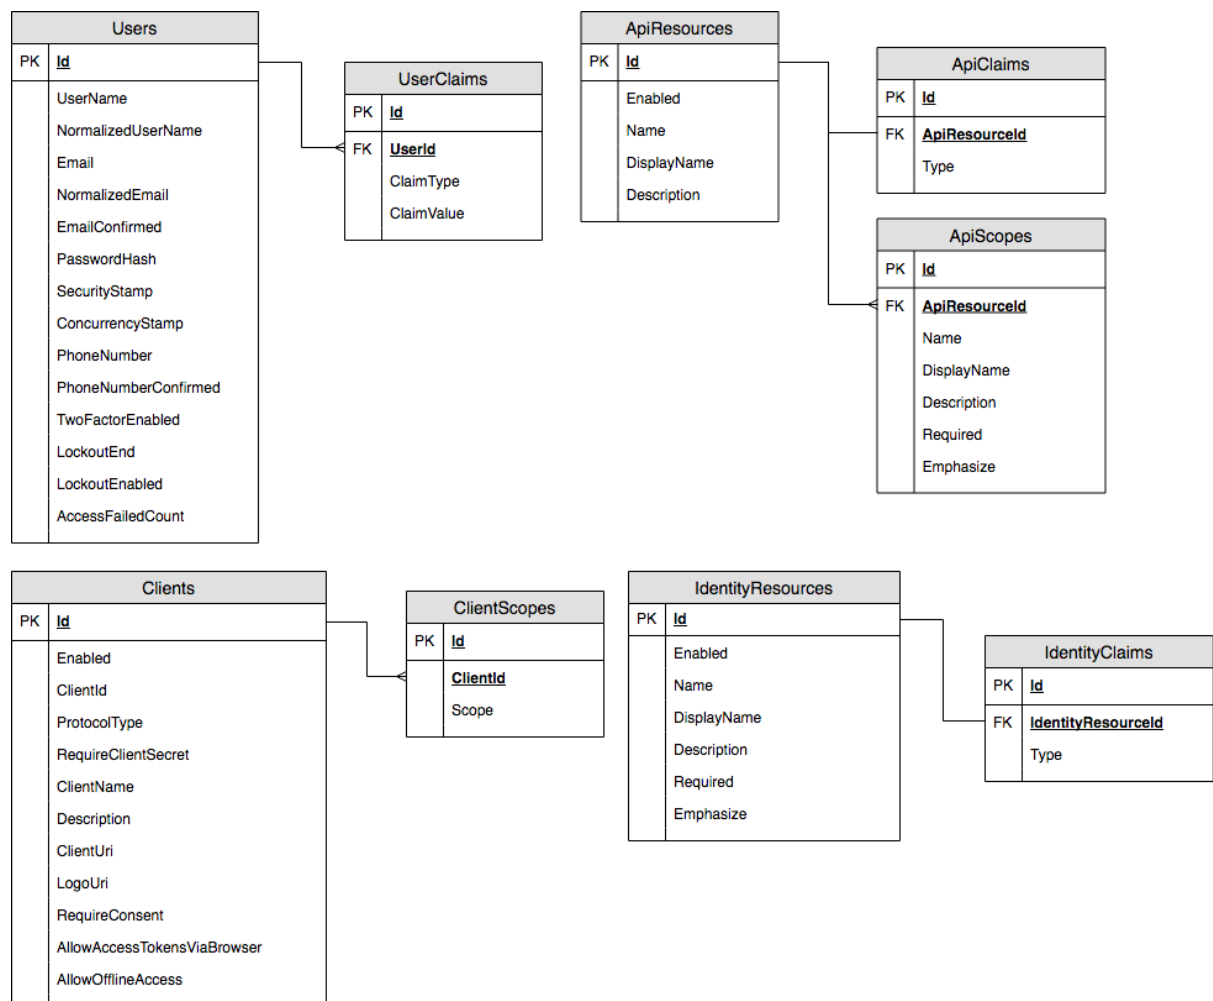 Users
PK Id
UserName
NormalizedUserName
Email
NormalizedEmail
EmailConfirmed
PasswordHash
SecurityStamp
ConcurrencyStamp
PhoneNumber
PhoneNumberConfirmed
TwoFactorEnabled
LockoutEnd
LockoutEnabled
AccessFailedCount
UserClaims
PK Id
FK UserId
ClaimType
ClaimValue
ApiResources
PK Id
Enabled
Name
DisplayName
Description
ApiClaims
PK Id
FK ApiResourceId
Type
ApiScopes
PK Id
FK ApiResourceId
Name
DisplayName
Description
Required
Emphasize
Clients
PK Id
Enabled
ClientId
ProtocolType
RequireClientSecret
ClientName
Description
ClientUri
LogoUri
RequireConsent
AllowAccessTokensViaBrowser
AllowOfflineAccess
ClientScopes
PK Id
ClientId
Scope
IdentityResources
PK Id
Enabled
Name
DisplayName
Description
Required
Emphasize
IdentityClaims
PK Id
FK IdentityResourceId
Type